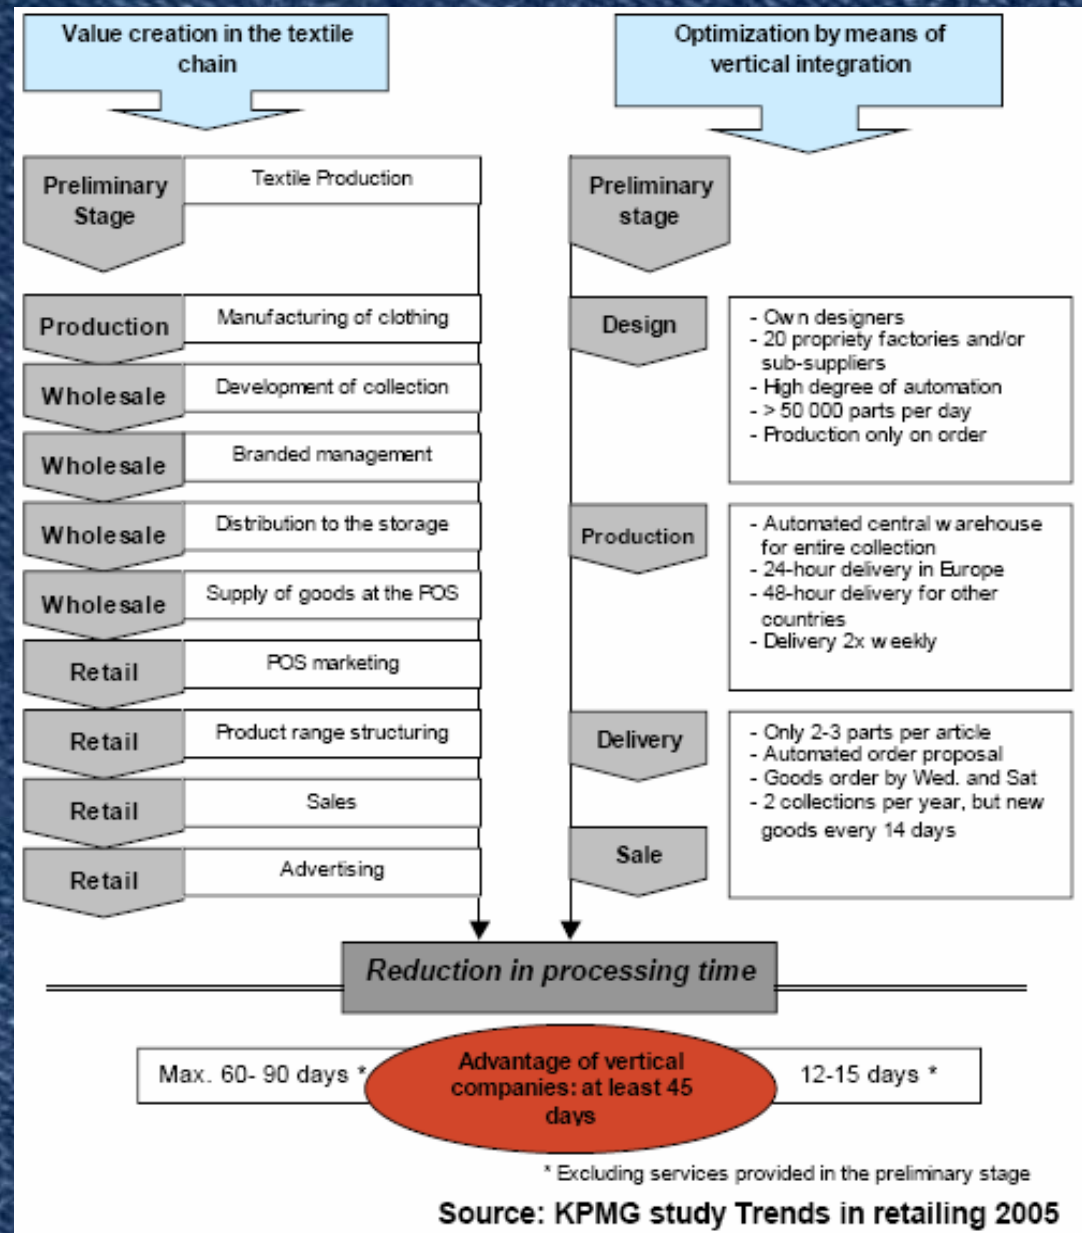 Value creation in the textile
chain
Optimization by means of
vertical integration
Preliminary
Stage
Textile Production
Production
Manufacturing of clothing
Wholesale
Development of collection
Wholesale
Branded management
Wholesale
Distribution to the storage
Wholesale
Supply of goods at the POS
Retail
POS marketing
Retail
Product range structuring
Retail
Sales
Retail
Advertising
Preliminary
stage
Design
- Own designers
- 20 propriety factories and/or
sub-suppliers
- High degree of automation
- > 50 000 parts per day
- Production only on order
Production
- Automated central warehouse
for entire collection
- 24-hour delivery in Europe
- 48-hour delivery for other
countries
- Delivery 2x weekly
Delivery
- Only 2-3 parts per article
- Automated order proposal
- Goods order by Wed. and Sat
- 2 collections per year, but new
goods every 14 days
Sale
Reduction in processing time
Max. 60- 90 days *
Advantage of vertical
companies: at least 45
days
12-15 days *
* Excluding services provided in the preliminary stage
Source: KPMG study Trends in retailing 2005